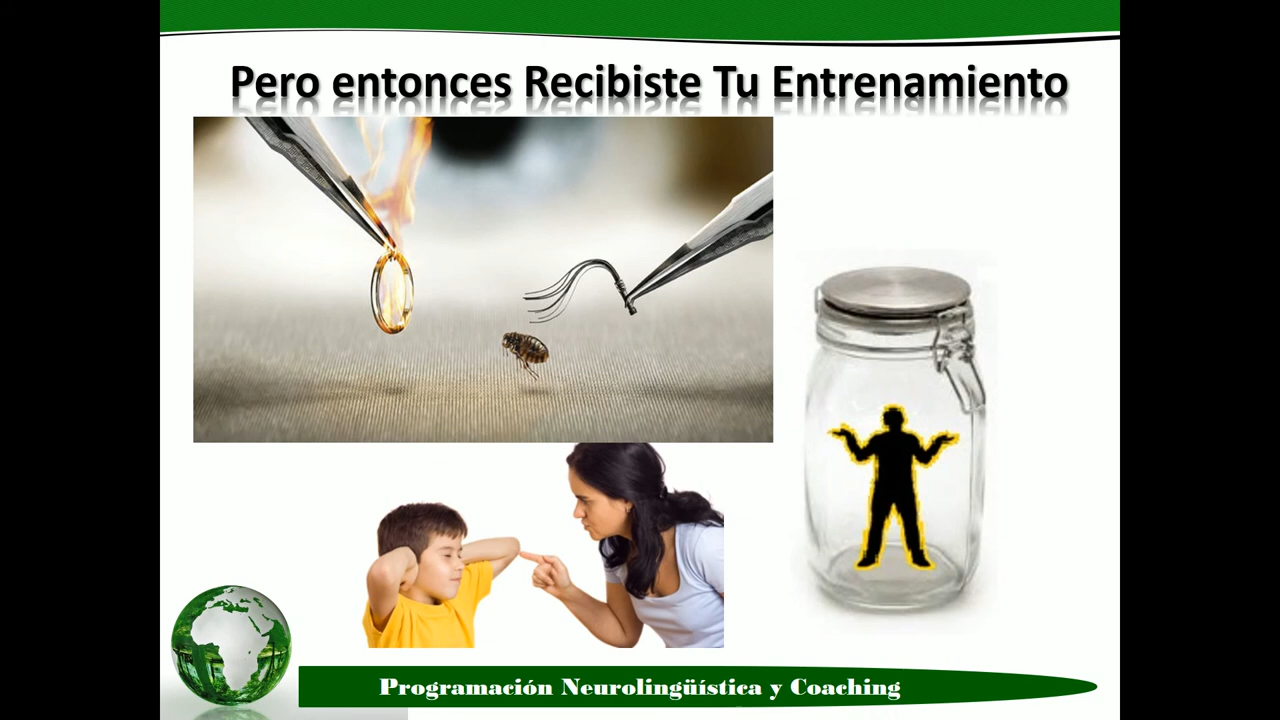 Pero entonces Recibiste Tu Entrenamiento
Programación Neurolingüística y Coaching